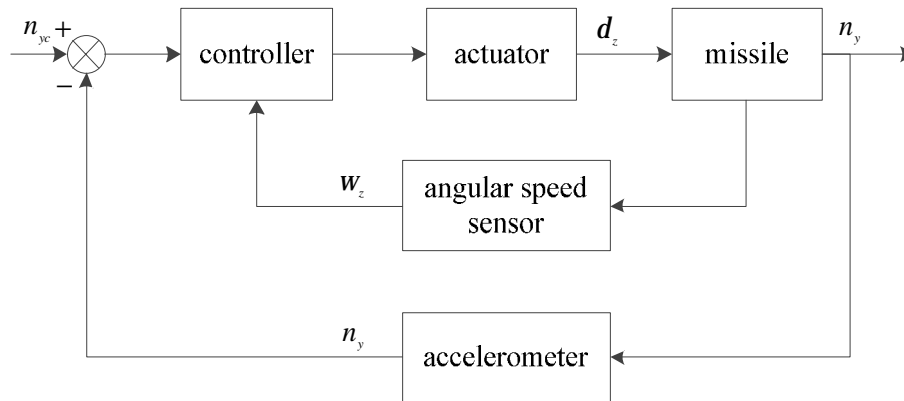 n_yc +
−
controller
actuator
d_z
missile
n_y
w_z
angular speed
sensor
n_y
accelerometer